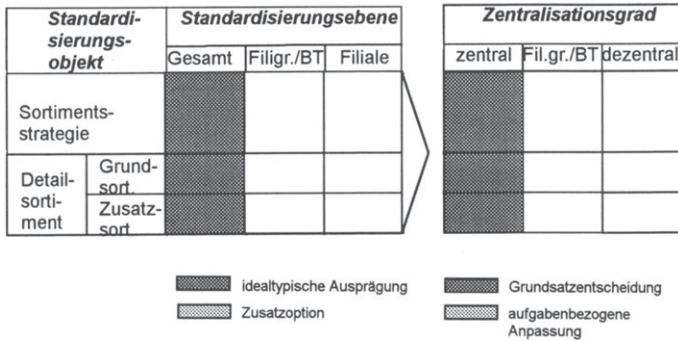 Standardi-
sierungs-
objekt
Standardisierungsebene
Gesamt Filigr./BT Filiale
Zentralisationsgrad
zentral Fil.gr./BT dezentral
Sortiments-
strategie
Detail-
sorti-
ment
Grund-
sort.
Zusatz-
sort
idealtypische Ausprägung
Zusatzoption
Grundsatzentscheidung
aufgabenbezogene
Anpassung